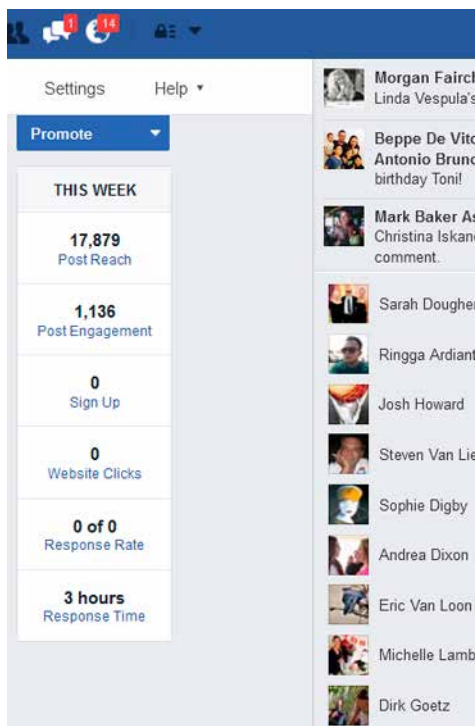 1
14
Settings
Help
Promote
THIS WEEK
17,879
Post Reach
1,136
Post Engagement
0
Sign Up
0
Website Clicks
0 of 0
Response Rate
3 hours
Response Time
Morgan Fairch
Linda Vespula's
Beppe De Vito
Antonio Bruno
birthday Toni!
Mark Baker As
Christina Iskan
comment.
Sarah Dougher
Ringga Ardiant
Josh Howard
Steven Van Lie
Sophie Digby
Andrea Dixon
Eric Van Loon
Michelle Lamb
Dirk Goetz